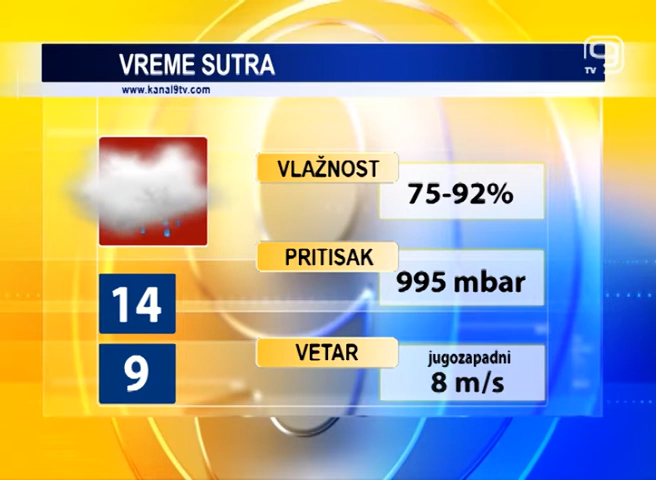 VREME SUTRA
www.kanal9tv.com
9
TV
VLAŽNOST
75-92%
PRITISAK
995 mbar
14
VETAR
jugozapadni
8 m/s
9